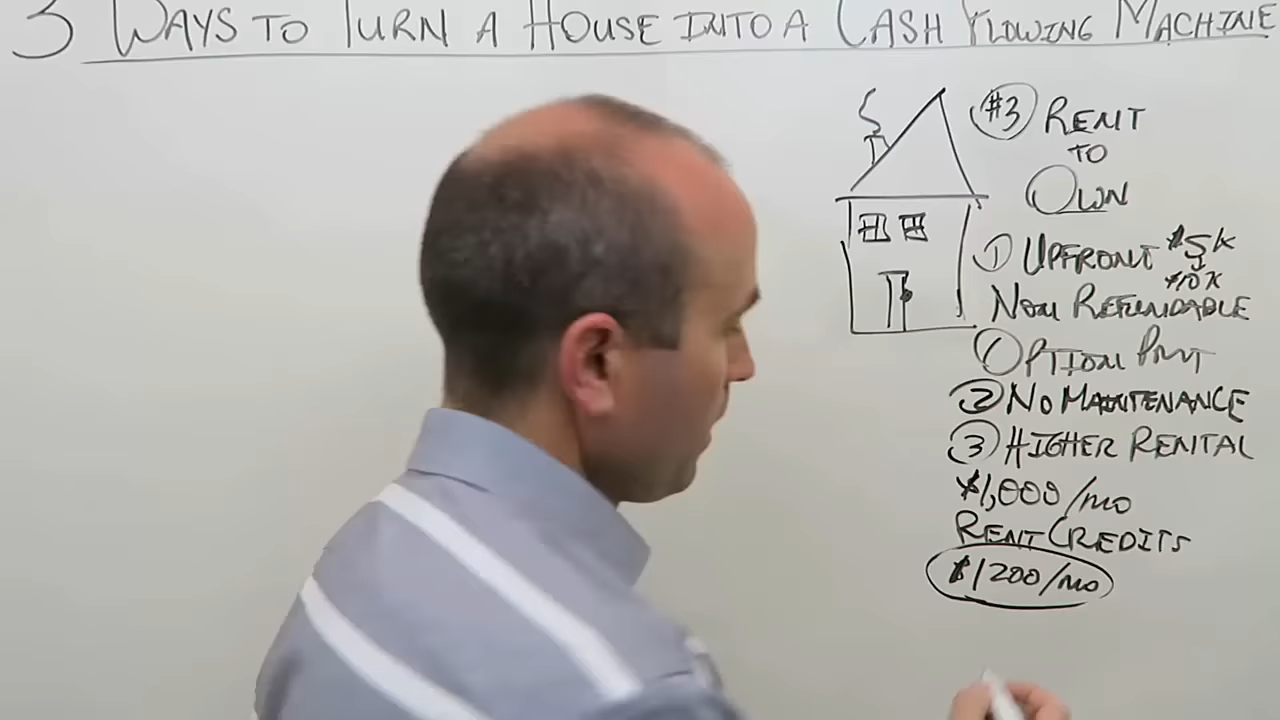 3 WAYS TO TURN A HOUSE INTO A CASH FLOWING MACHINE
#3 RENT
TO
OWN
① UPFRONT $5K
$10K
NON REFUNDABLE
OPTION PMT
② NO MAINTENANCE
③ HIGHER RENTAL
$1,000/MO
RENT CREDITS
$1200/MO